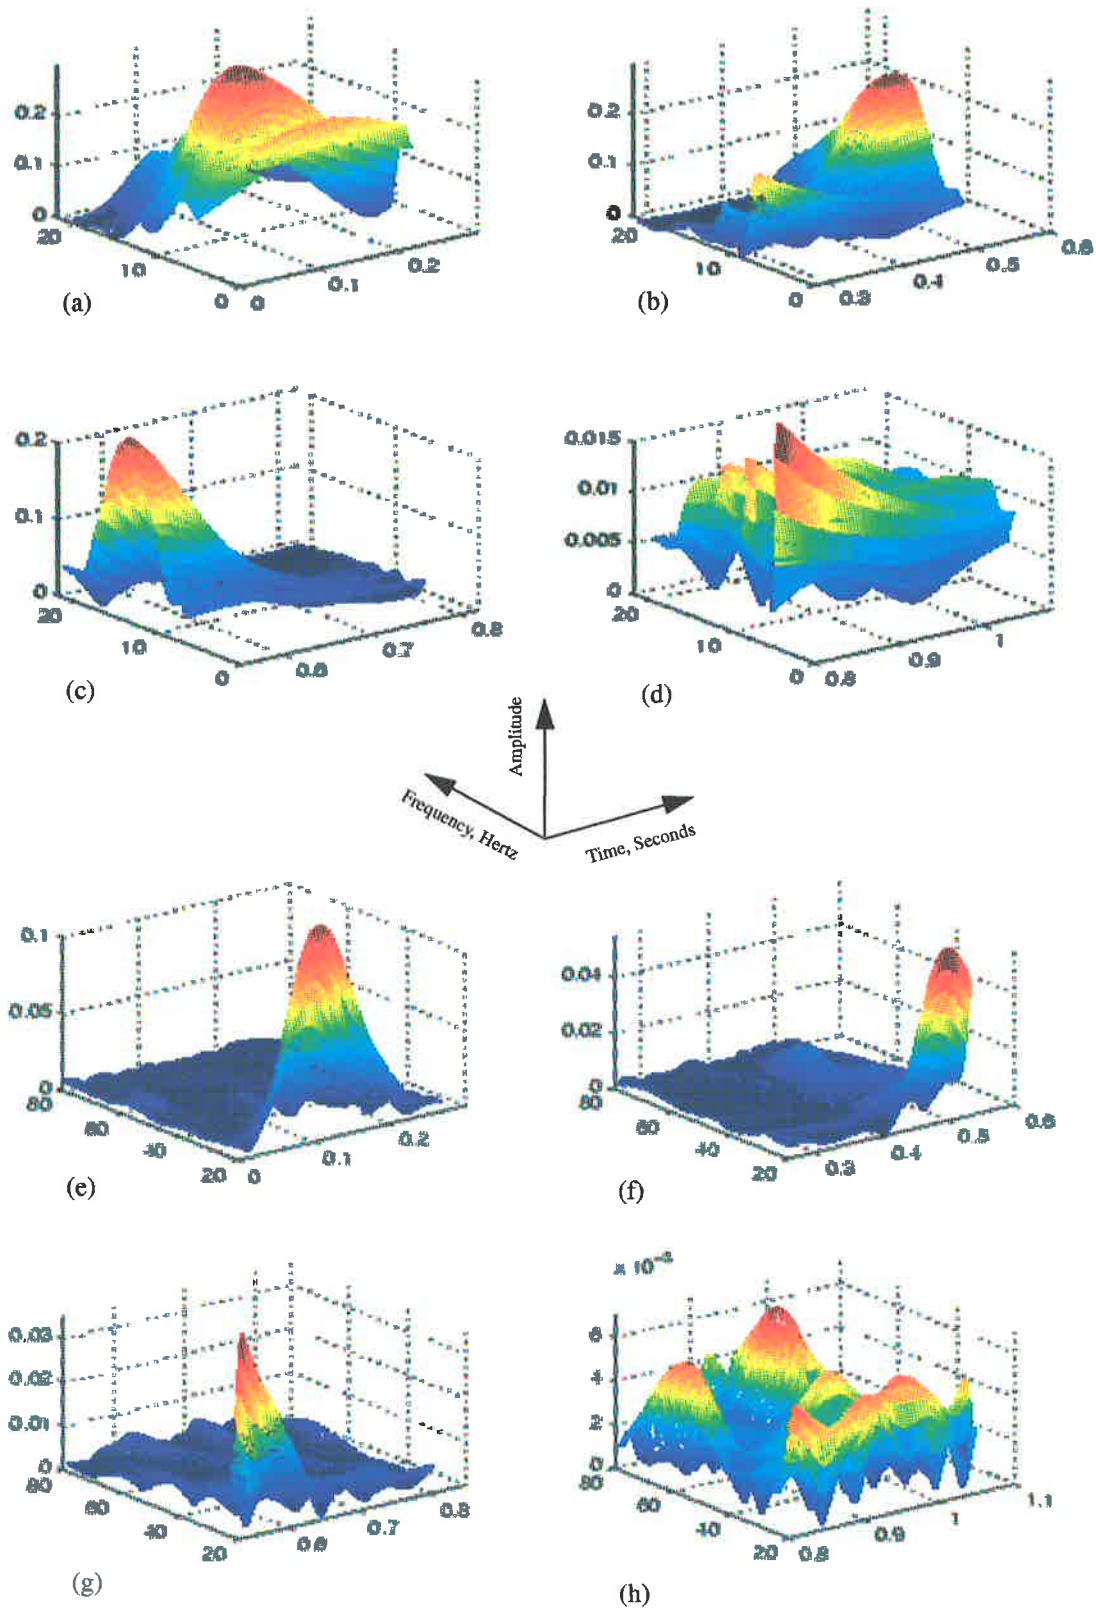 0.2 0.1 0 20 10 0 0 0.1 0.2
(a)
0.2 0.1 0 20 10 0 0.3 0.4 0.5 0.6
(b)
0.2 0.1 0 20 10 0 0.6 0.7 0.8
(c)
0.015 0.01 0.005 0 20 10 0 0.8 0.9 1
(d)
Amplitude
Frequency, Hertz
Time, Seconds
0.1 0.05 0 80 60 40 20 0 0.1 0.2
(e)
0.04 0.02 0 80 60 40 20 0.3 0.4 0.5 0.6
(f)
0.03 0.02 0.01 0 80 60 40 20 0.6 0.7 0.8
(g)
6 4 2 0 80 60 40 20 0.8 0.9 1 1.1
(h)